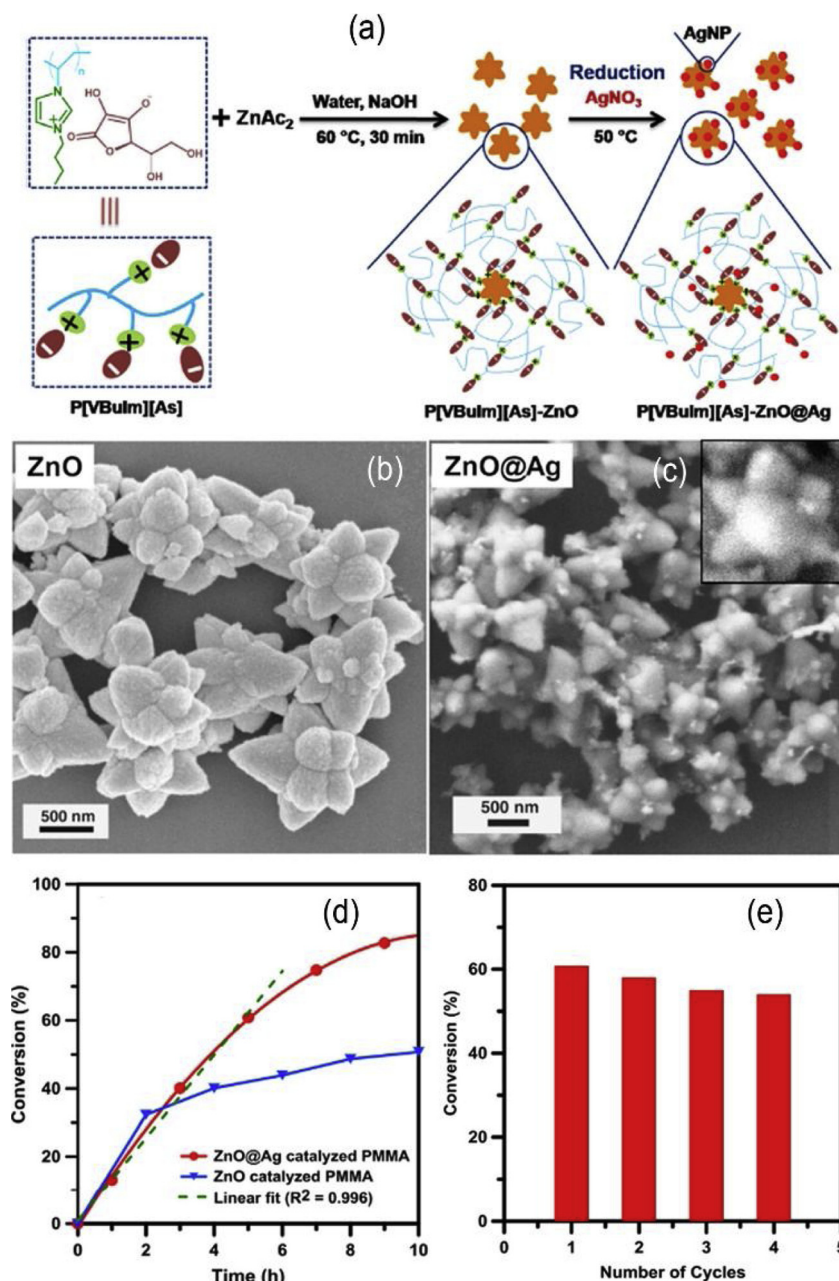 (a)
AgNP
n
N
N
+
HO
O⁻
O
O
OH
OH
+ ZnAc₂
Water, NaOH
60 °C, 30 min
Reduction
AgNO₃
50 °C
P[VBuIm][As]
P[VBuIm][As]-ZnO
P[VBuIm][As]-ZnO@Ag
ZnO
(b)
500 nm
ZnO@Ag
(c)
500 nm
(d)
Conversion (%)
100
80
60
40
20
0
ZnO@Ag catalyzed PMMA
ZnO catalyzed PMMA
Linear fit (R² = 0.996)
0 2 4 6 8 10
Time (h)
(e)
Conversion (%)
80
60
40
20
0
0 1 2 3 4 5
Number of Cycles